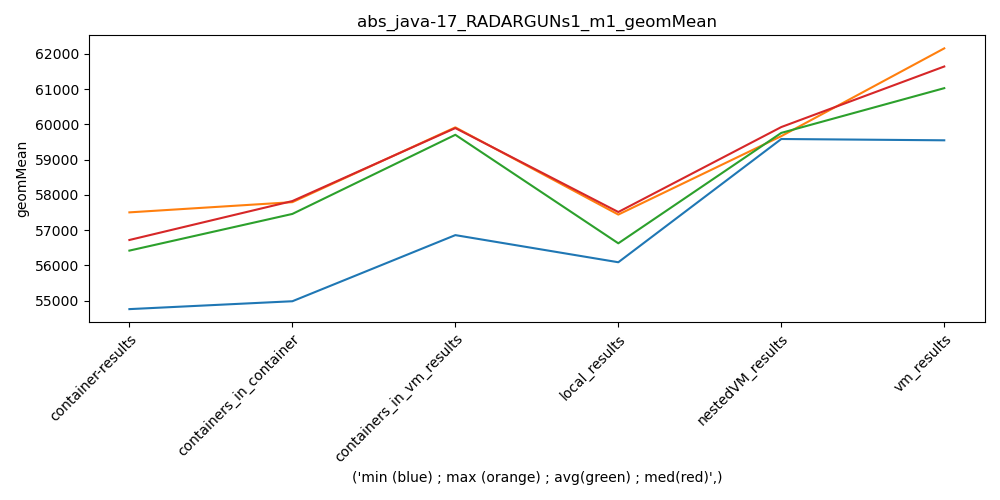 abs_java-17_RADARGUNs1_m1_geomMean
geomMean
62000
61000
60000
59000
58000
57000
56000
55000
container-results
containers_in_container
containers_in_vm_results
local_results
nestedVM_results
vm_results
('min (blue) ; max (orange) ; avg(green) ; med(red)',)